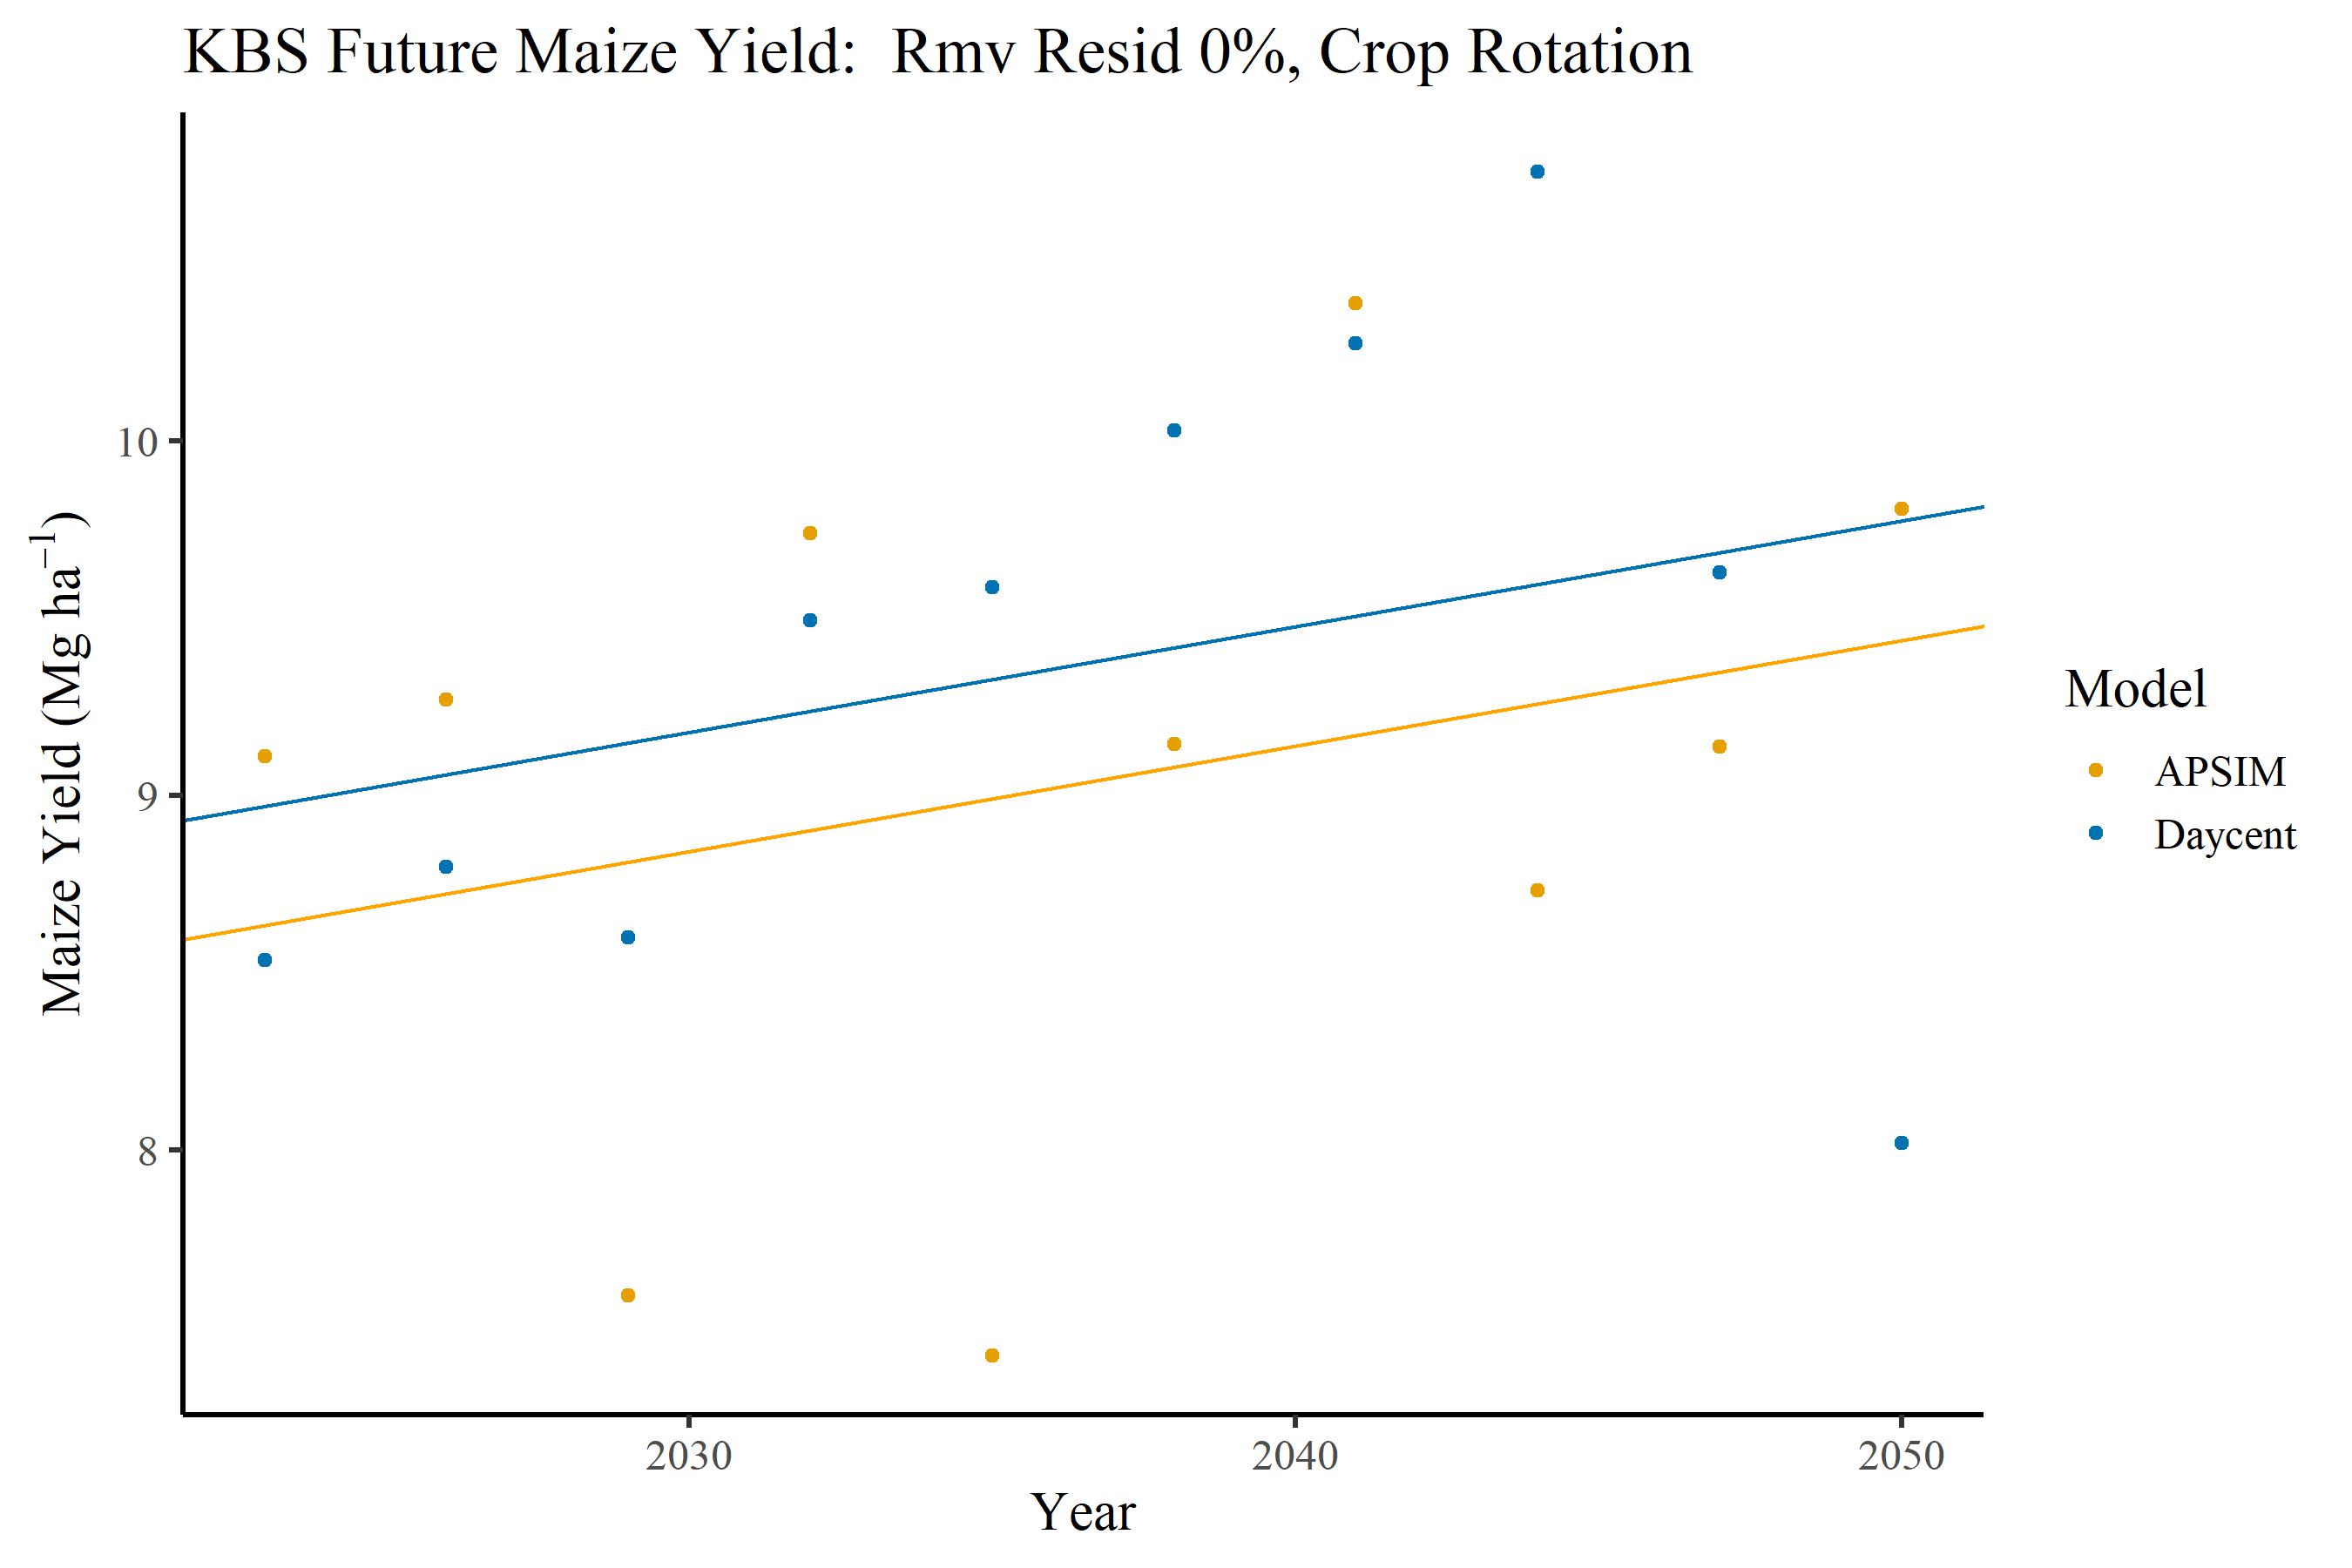 KBS Future Maize Yield:  Rmv Resid 0%, Crop Rotation
Maize Yield (Mg ha⁻¹)
10
9
8
2030
2040
2050
Year
Model
APSIM
Daycent